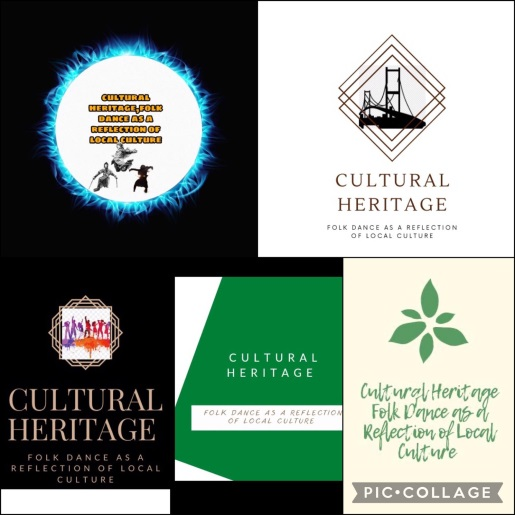 CULTURAL
HERITAGE,FOLK
DANCE AS A
REFLECTION OF
LOCAL CULTURE
CULTURAL
HERITAGE
FOLK DANCE AS A REFLECTION
OF LOCAL CULTURE
CULTURAL
HERITAGE
FOLK DANCE AS A
REFLECTION OF LOCAL
CULTURE
CULTURAL
HERITAGE
FOLK DANCE AS A REFLECTION
OF LOCAL CULTURE
Cultural Heritage
Folk Dance as a
Reflection of Local
Culture
PIC•COLLAGE